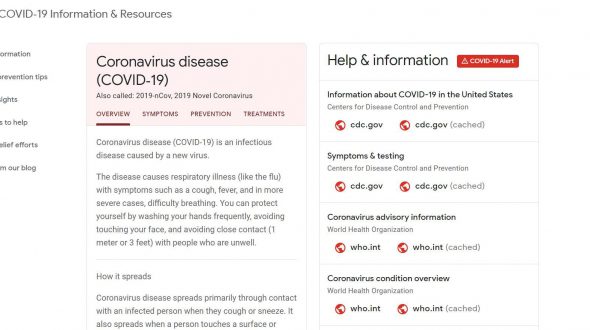 COVID-19 Information & Resources
ormation
prevention tips
sights
s to help
elief efforts
m our blog
Coronavirus disease
(COVID-19)
Also called: 2019-nCov, 2019 Novel Coronavirus
OVERVIEW SYMPTOMS PREVENTION TREATMENTS
Coronavirus disease (COVID-19) is an infectious
disease caused by a new virus.
The disease causes respiratory illness (like the flu)
with symptoms such as a cough, fever, and in more
severe cases, difficulty breathing. You can protect
yourself by washing your hands frequently, avoiding
touching your face, and avoiding close contact (1
meter or 3 feet) with people who are unwell.
How it spreads
Coronavirus disease spreads primarily through contact
with an infected person when they cough or sneeze. It
also spreads when a person touches a surface or
Help & information COVID-19 Alert
Information about COVID-19 in the United States
Centers for Disease Control and Prevention
cdc.gov cdc.gov (cached)
Symptoms & testing
Centers for Disease Control and Prevention
cdc.gov cdc.gov (cached)
Coronavirus advisory information
World Health Organization
who.int who.int (cached)
Coronavirus condition overview
World Health Organization
who.int who.int (cached)